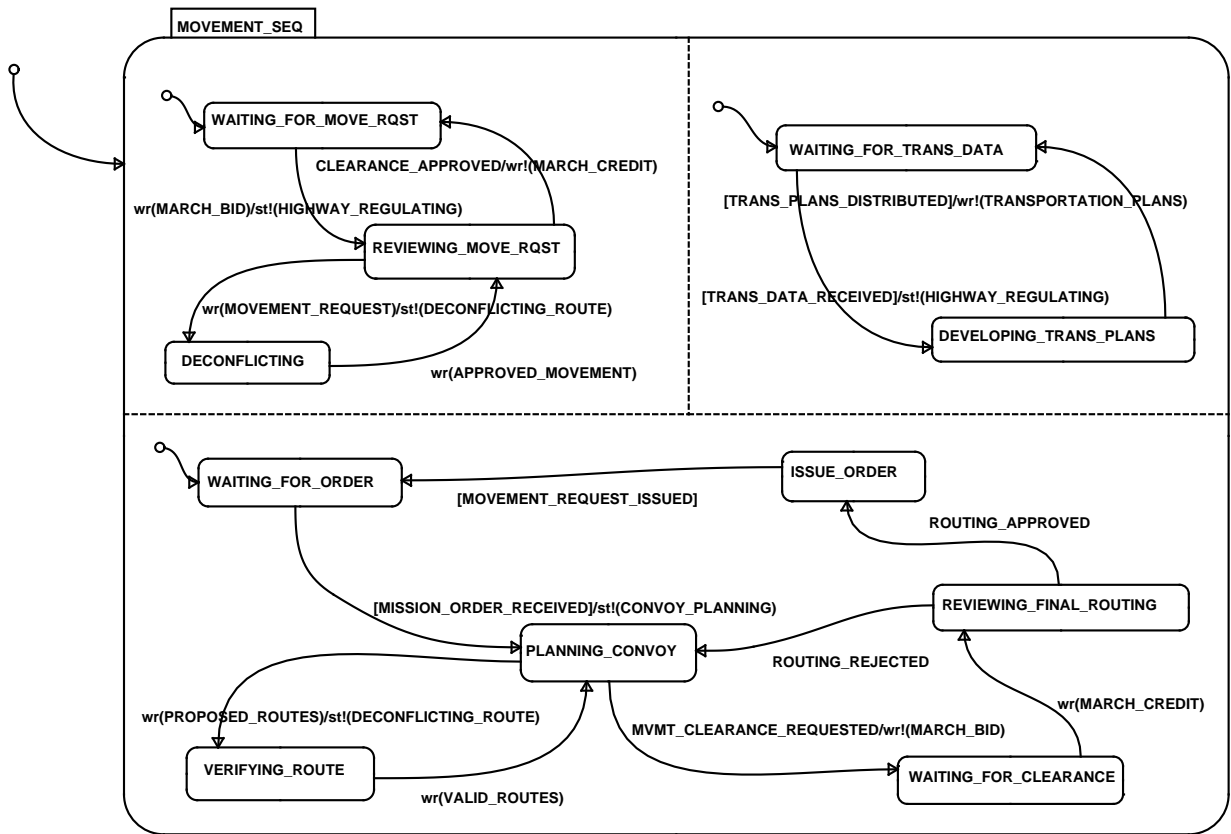 MOVEMENT_SEQ
WAITING_FOR_MOVE_RQST
CLEARANCE_APPROVED/wr!(MARCH_CREDIT)
wr(MARCH_BID)/st!(HIGHWAY_REGULATING)
REVIEWING_MOVE_RQST
wr(MOVEMENT_REQUEST)/st!(DECONFLICTING_ROUTE)
DECONFLICTING
wr(APPROVED_MOVEMENT)
WAITING_FOR_TRANS_DATA
[TRANS_PLANS_DISTRIBUTED]/wr!(TRANSPORTATION_PLANS)
[TRANS_DATA_RECEIVED]/st!(HIGHWAY_REGULATING)
DEVELOPING_TRANS_PLANS
WAITING_FOR_ORDER
ISSUE_ORDER
[MOVEMENT_REQUEST_ISSUED]
ROUTING_APPROVED
[MISSION_ORDER_RECEIVED]/st!(CONVOY_PLANNING)
REVIEWING_FINAL_ROUTING
PLANNING_CONVOY
ROUTING_REJECTED
wr(PROPOSED_ROUTES)/st!(DECONFLICTING_ROUTE)
MVMT_CLEARANCE_REQUESTED/wr!(MARCH_BID)
wr(MARCH_CREDIT)
VERIFYING_ROUTE
WAITING_FOR_CLEARANCE
wr(VALID_ROUTES)